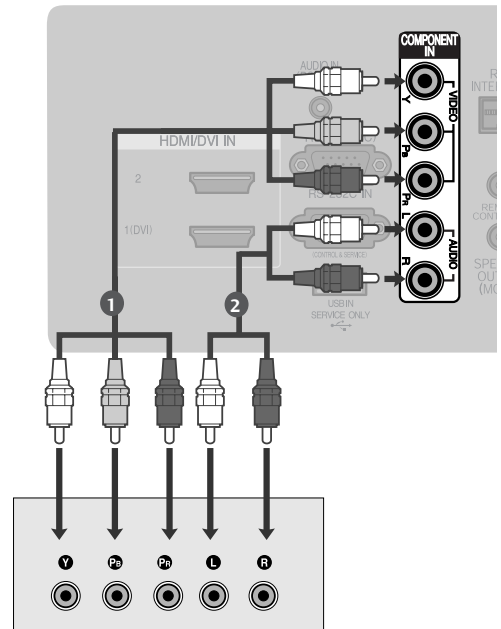 COMPONENT
IN
AUDIO IN
HDMI/DVI IN
Y
VIDEO
PB
2
PR
RS-232C IN
L
AUDIO
1(DVI)
(CONTROL & SERVICE)
R
USB IN
SERVICE ONLY
1
2
Y
PB
PR
L
R